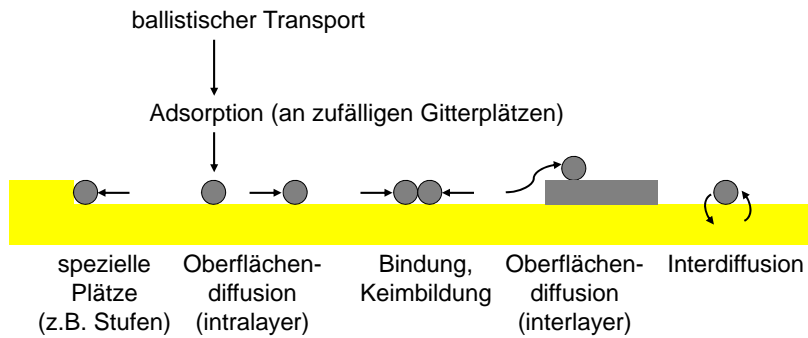 ballistischer Transport
Adsorption (an zufälligen Gitterplätzen)
spezielle
Plätze
(z.B. Stufen)
Oberflächen-
diffusion
(intralayer)
Bindung,
Keimbildung
Oberflächen-
diffusion
(interlayer)
Interdiffusion